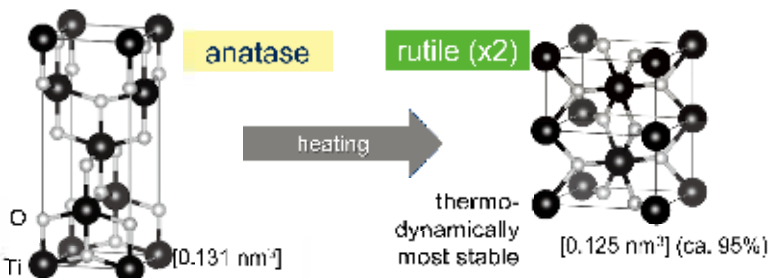 anatase
rutile (x2)
heating
O
Ti
[0.131 nm³]
thermo-
dynamically
most stable
[0.125 nm³] (ca. 95%)